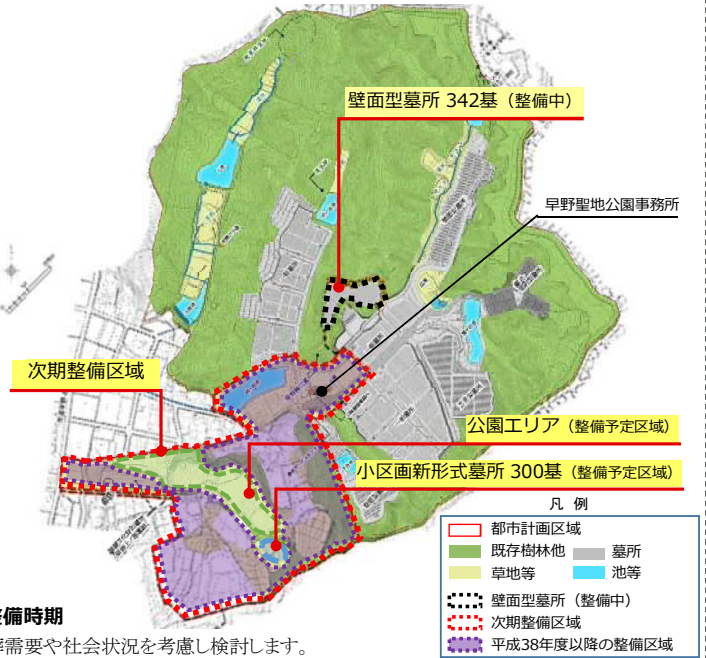 壁面型墓所 342基（整備中）
早野聖地公園事務所
次期整備区域
公園エリア（整備予定区域）
小区画新形式墓所 300基（整備予定区域）
凡 例
都市計画区域
既存樹林他
墓所
草地等
池等
壁面型墓所（整備中）
次期整備区域
平成38年度以降の整備区域
備時期
需要や社会状況を考慮し検討します。